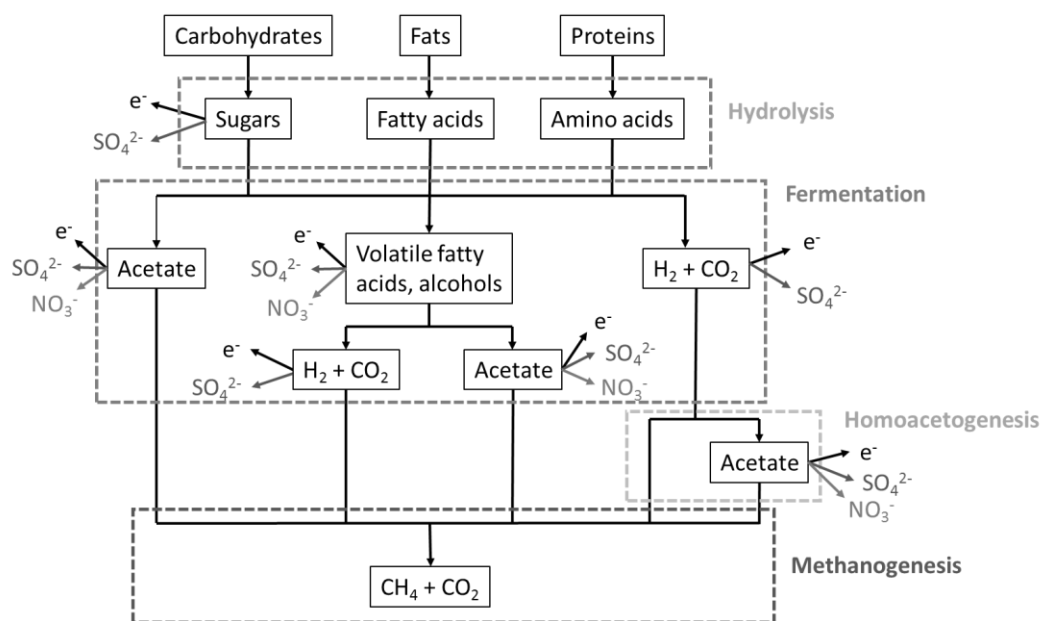 Carbohydrates
Fats
Proteins
e⁻
SO₄²⁻
Sugars
Fatty acids
Amino acids
Hydrolysis
Fermentation
e⁻
SO₄²⁻
NO₃⁻
Acetate
e⁻
SO₄²⁻
NO₃⁻
Volatile fatty
acids, alcohols
H₂ + CO₂
e⁻
SO₄²⁻
e⁻
SO₄²⁻
H₂ + CO₂
Acetate
e⁻
SO₄²⁻
NO₃⁻
Homoacetogenesis
Acetate
e⁻
SO₄²⁻
NO₃⁻
Methanogenesis
CH₄ + CO₂